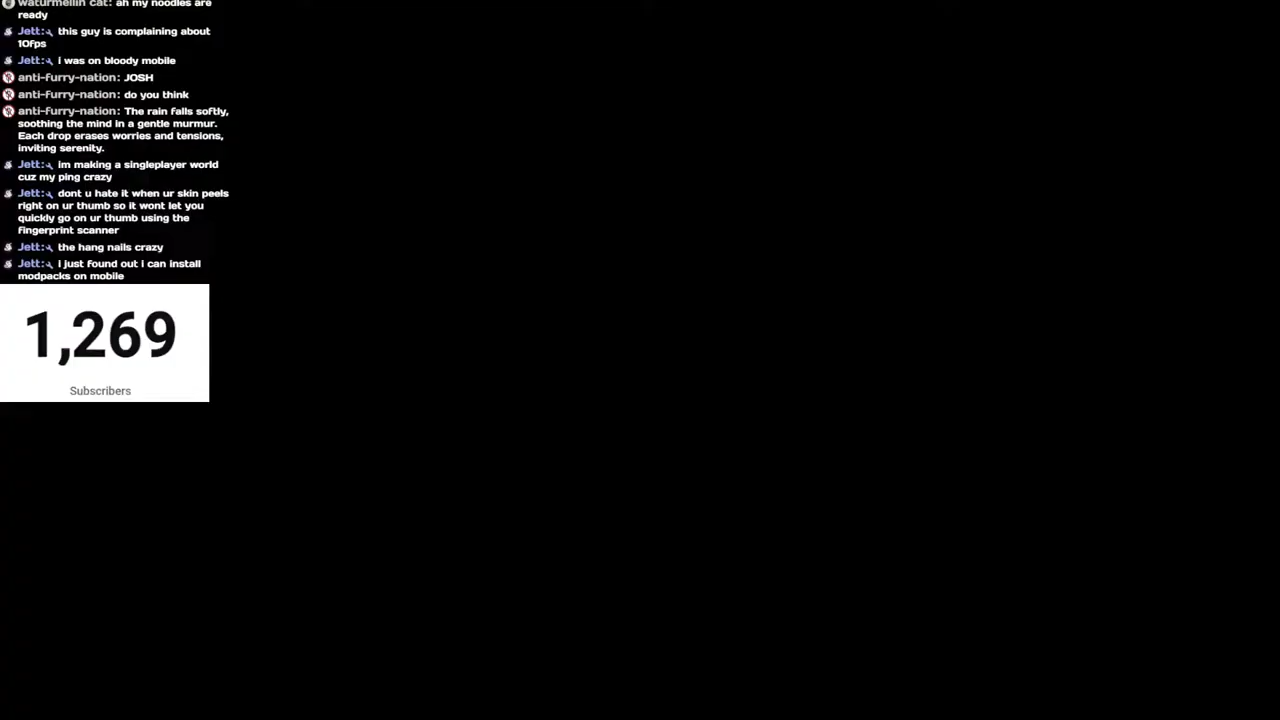 waturmellin cat: ah my noodles are
ready
Jett: this guy is complaining about
10fps
Jett: i was on bloody mobile
anti-furry-nation: JOSH
anti-furry-nation: do you think
anti-furry-nation: The rain falls softly,
soothing the mind in a gentle murmur.
Each drop erases worries and tensions,
inviting serenity.
Jett: im making a singleplayer world
cuz my ping crazy
Jett: dont u hate it when ur skin peels
right on ur thumb so it wont let you
quickly go on ur thumb using the
fingerprint scanner
Jett: the hang nails crazy
Jett: i just found out i can install
modpacks on mobile
1,269
Subscribers